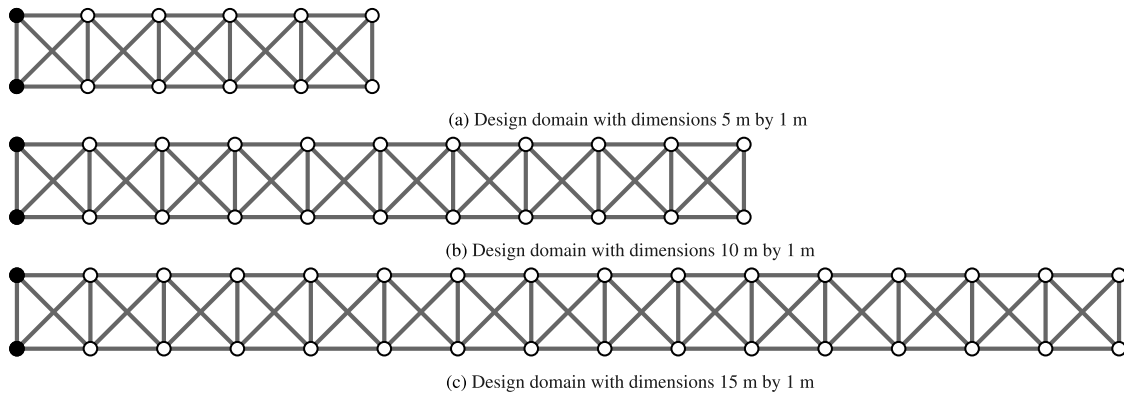 (a) Design domain with dimensions 5 m by 1 m
(b) Design domain with dimensions 10 m by 1 m
(c) Design domain with dimensions 15 m by 1 m